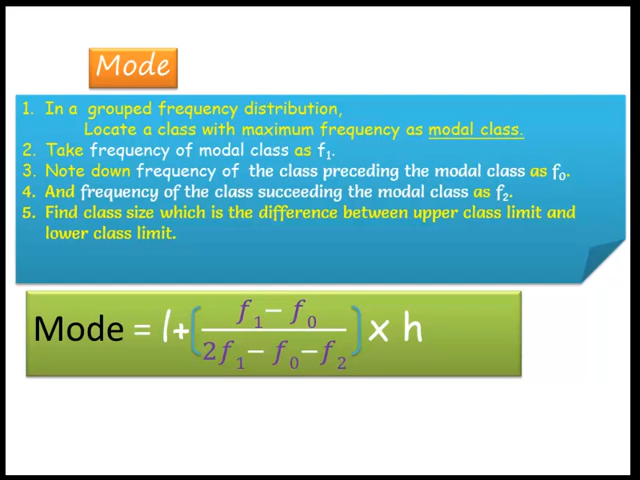 Mode
1. In a grouped frequency distribution,
Locate a class with maximum frequency as modal class.
2. Take frequency of modal class as f₁.
3. Note down frequency of the class preceding the modal class as f₀.
4. And frequency of the class succeeding the modal class as f₂.
5. Find class size which is the difference between upper class limit and
lower class limit.
Mode = l+(f₁− f₀ / 2f₁− f₀−f₂) x h